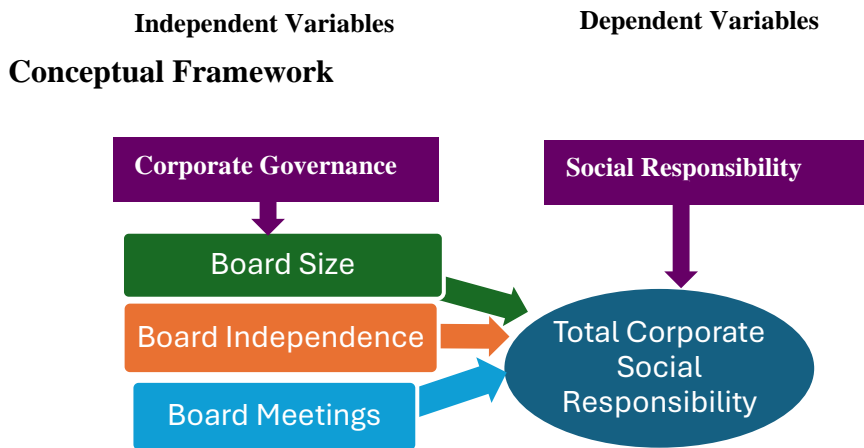 Independent Variables
Dependent Variables
Conceptual Framework
Corporate Governance
Social Responsibility
Board Size
Board Independence
Board Meetings
Total Corporate
Social
Responsibility